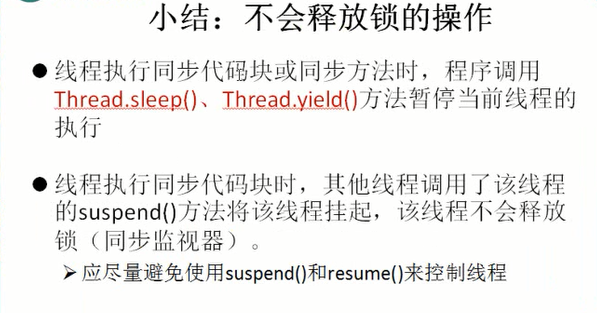 小结：不会释放锁的操作
线程执行同步代码块或同步方法时，程序调用
Thread.sleep()、Thread.yield()方法暂停当前线程的
执行
线程执行同步代码块时，其他线程调用了该线程
的suspend()方法将该线程挂起，该线程不会释放
锁（同步监视器）。
应尽量避免使用suspend()和resume()来控制线程